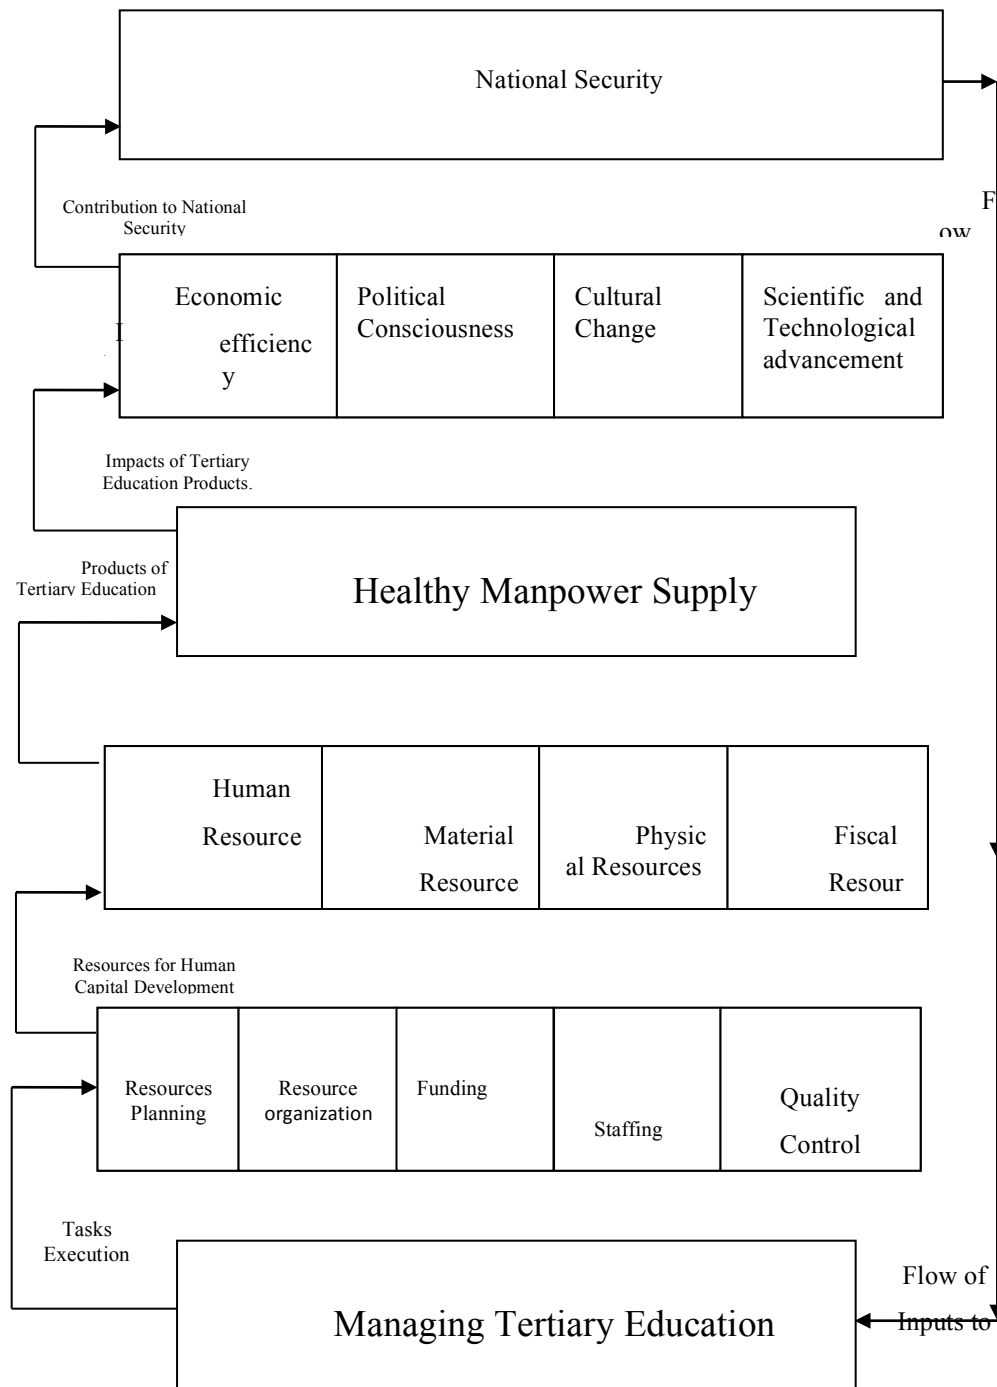 National Security
Contribution to National
Security
F
ow
Economic
efficienc
y
Political
Consciousness
Cultural
Change
Scientific and
Technological
advancement
Impacts of Tertiary
Education Products.
Healthy Manpower Supply
Products of
Tertiary Education
Human
Resource
Material
Resource
Physic
al Resources
Fiscal
Resour
Resources for Human
Capital Development
Resources
Planning
Resource
organization
Funding
Staffing
Quality
Control
Tasks
Execution
Managing Tertiary Education
Flow of
Inputs to